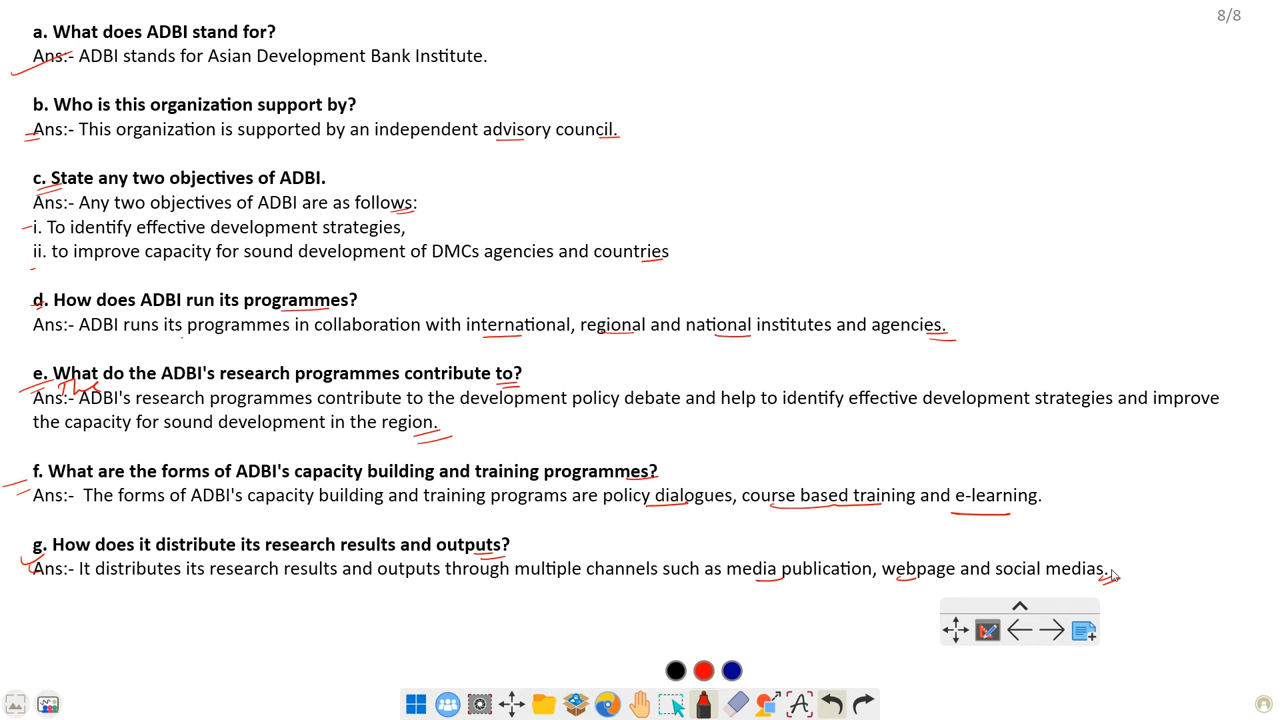 8/8
a. What does ADBI stand for?
Ans:- ADBI stands for Asian Development Bank Institute.
b. Who is this organization support by?
Ans:- This organization is supported by an independent advisory council.
c. State any two objectives of ADBI.
Ans:- Any two objectives of ADBI are as follows:
i. To identify effective development strategies,
ii. to improve capacity for sound development of DMCs agencies and countries
d. How does ADBI run its programmes?
Ans:- ADBI runs its programmes in collaboration with international, regional and national institutes and agencies.
e. What do the ADBI's research programmes contribute to?
The
Ans:- ADBI's research programmes contribute to the development policy debate and help to identify effective development strategies and improve
the capacity for sound development in the region.
f. What are the forms of ADBI's capacity building and training programmes?
Ans:-  The forms of ADBI's capacity building and training programs are policy dialogues, course based training and e-learning.
g. How does it distribute its research results and outputs?
Ans:- It distributes its research results and outputs through multiple channels such as media publication, webpage and social medias.